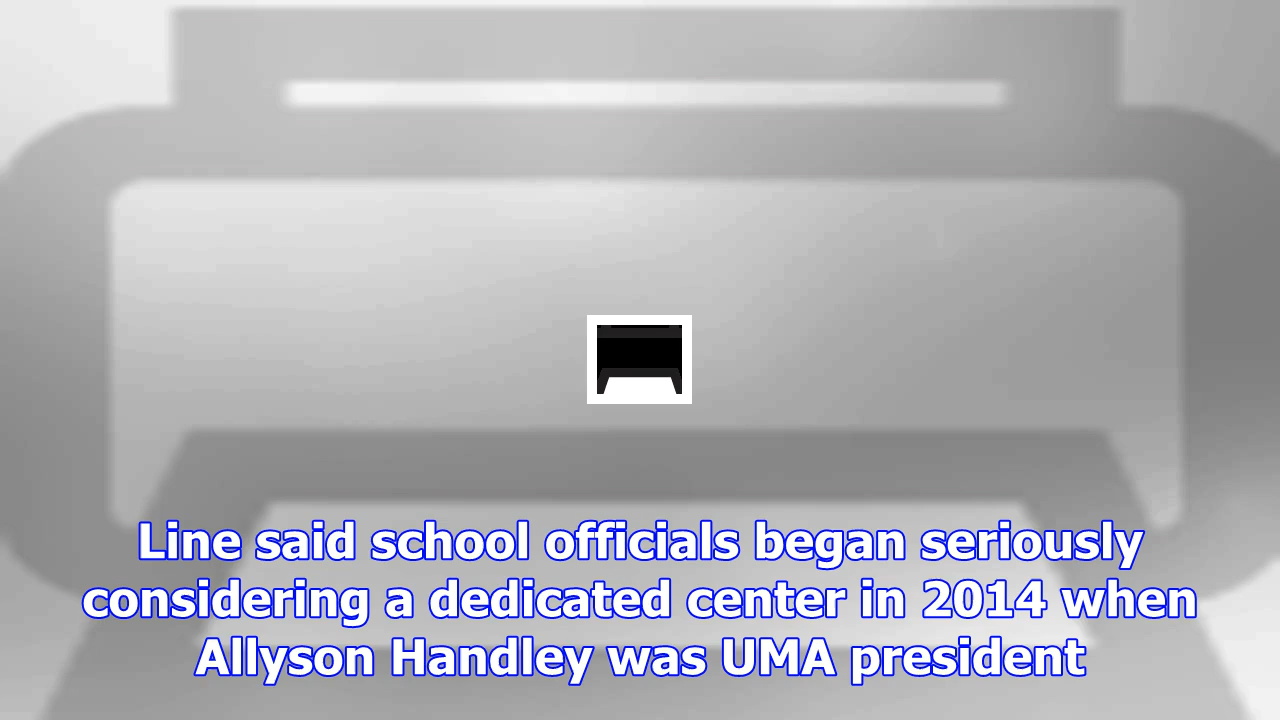 Line said school officials began seriously
considering a dedicated center in 2014 when
Allyson Handley was UMA president